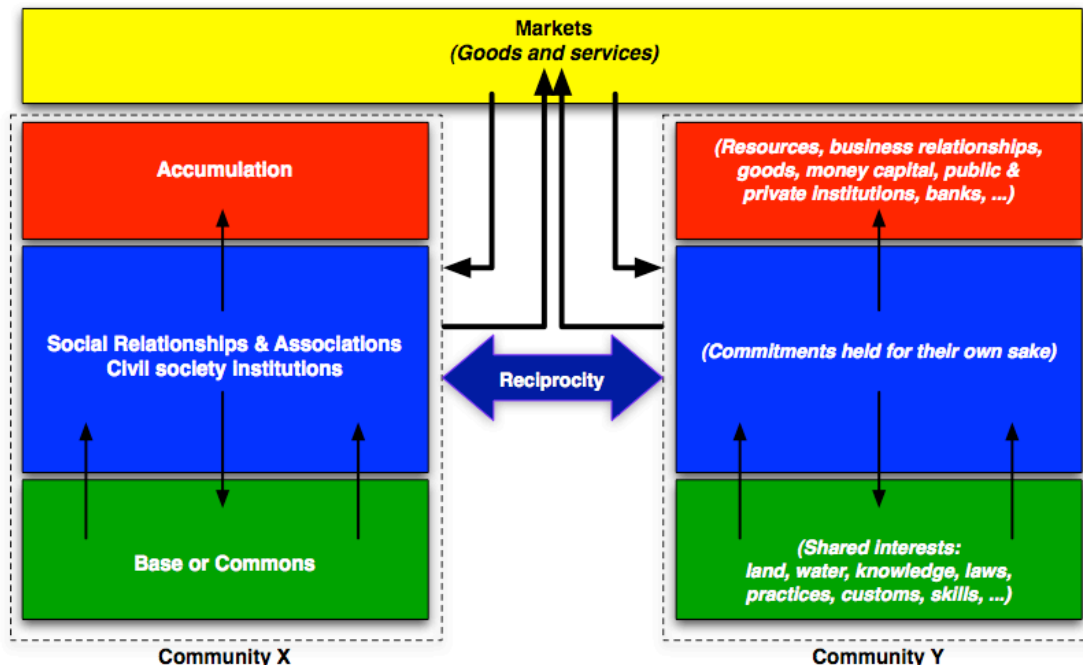 Markets
(Goods and services)
Accumulation
(Resources, business relationships,
goods, money capital, public &
private institutions, banks, ...)
Social Relationships & Associations
Civil society institutions
Reciprocity
(Commitments held for their own sake)
Base or Commons
(Shared interests:
land, water, knowledge, laws,
practices, customs, skills, ...)
Community X
Community Y